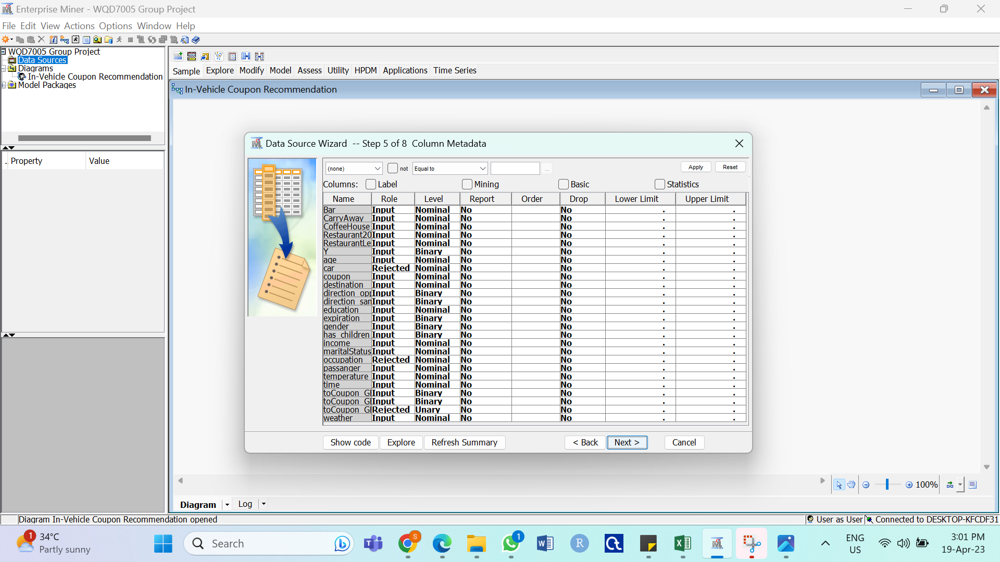 Enterprise Miner - WQD7005 Group Project
File Edit View Actions Options Window Help
WQD7005 Group Project
Data Sources
Diagrams
In-Vehicle Coupon Recommendation
Model Packages
. Property Value
Sample Explore Modify Model Assess Utility HPDM Applications Time Series
In-Vehicle Coupon Recommendation
Data Source Wizard -- Step 5 of 8 Column Metadata
(none) not Equal to ... Apply Reset
Columns: Label Mining Basic Statistics
Name Role Level Report Order Drop Lower Limit Upper Limit
Bar Input Nominal No No . .
CarryAway Input Nominal No No . .
CoffeeHouse Input Nominal No No . .
Restaurant20 Input Nominal No No . .
RestaurantLe Input Nominal No No . .
Y Input Binary No No . .
age Input Nominal No No . .
car Rejected Nominal No No . .
coupon Input Nominal No No . .
destination Input Nominal No No . .
direction_opp Input Binary No No . .
direction_sam Input Binary No No . .
education Input Nominal No No . .
expiration Input Binary No No . .
gender Input Binary No No . .
has_children Input Binary No No . .
income Input Nominal No No . .
maritalStatus Input Nominal No No . .
occupation Rejected Nominal No No . .
passanger Input Nominal No No . .
temperature Input Nominal No No . .
time Input Nominal No No . .
toCoupon_GE Input Binary No No . .
toCoupon_GE Input Binary No No . .
toCoupon_GE Rejected Unary No No . .
weather Input Nominal No No . .
Show code Explore Refresh Summary < Back Next > Cancel
100%
Diagram Log
Diagram In-Vehicle Coupon Recommendation opened
User as User Connected to DESKTOP-KFCDF31
1 34°C
Partly sunny
Search
S
1
ENG
US
3:01 PM
19-Apr-23